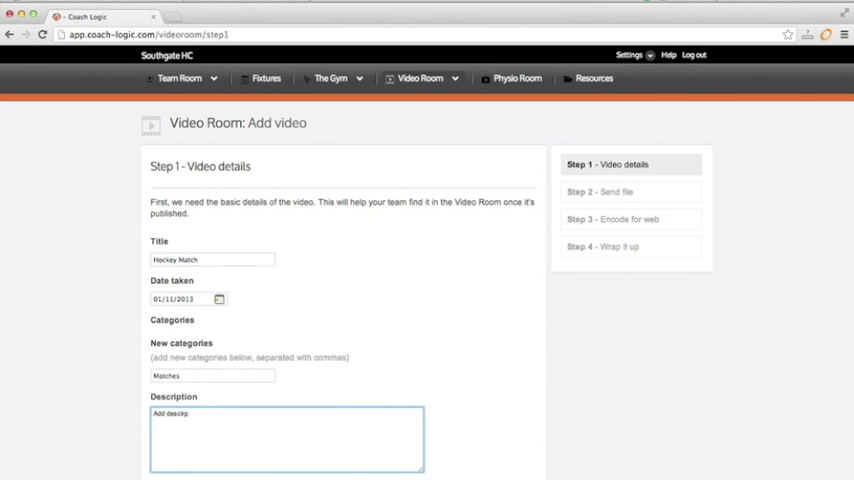 - Coach Logic
app.coach-logic.com/videoroom/step1
Southgate HC
Settings Help Log out
Team Room Fixtures The Gym Video Room Physio Room Resources
Video Room: Add video
Step 1 - Video details
First, we need the basic details of the video. This will help your team find it in the Video Room once it's
published.
Title
Hockey Match
Date taken
01/11/2013
Categories
New categories
(add new categories below, separated with commas)
Matches
Description
Add descirp
Step 1 - Video details
Step 2 - Send file
Step 3 - Encode for web
Step 4 - Wrap it up